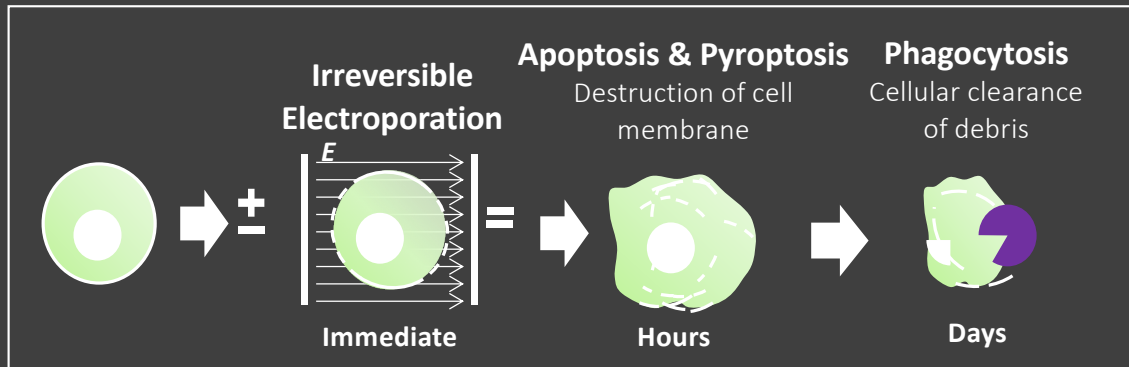 Irreversible
Electroporation
E
±
=
Immediate
Apoptosis & Pyroptosis
Destruction of cell
membrane
Hours
Phagocytosis
Cellular clearance
of debris
Days